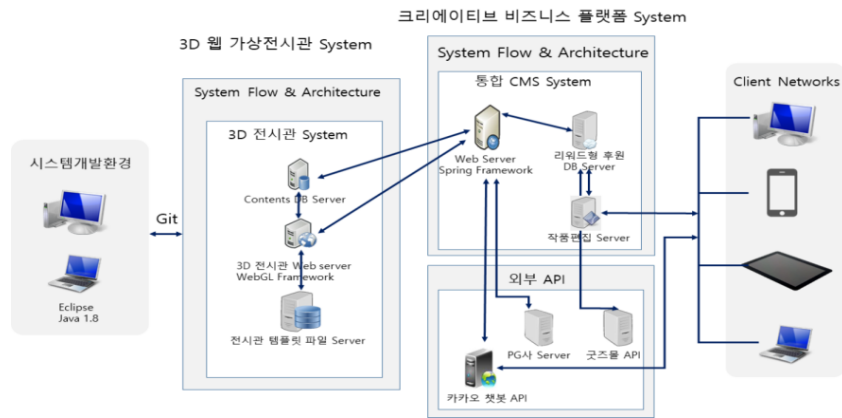 크리에이티브 비즈니스 플랫폼 System
3D 웹 가상전시관 System
System Flow & Architecture
통합 CMS System
Client Networks
System Flow & Architecture
3D 전시관 System
Web Server
Spring Framework
리워드형 후원
DB Server
시스템개발환경
Contents DB Server
Git
작품편집 Server
3D 전시관 Web server
WebGL Framework
외부 API
Eclipse
Java 1.8
전시관 템플릿 파일 Server
PG사 Server
굿즈몰 API
카카오 챗봇 API